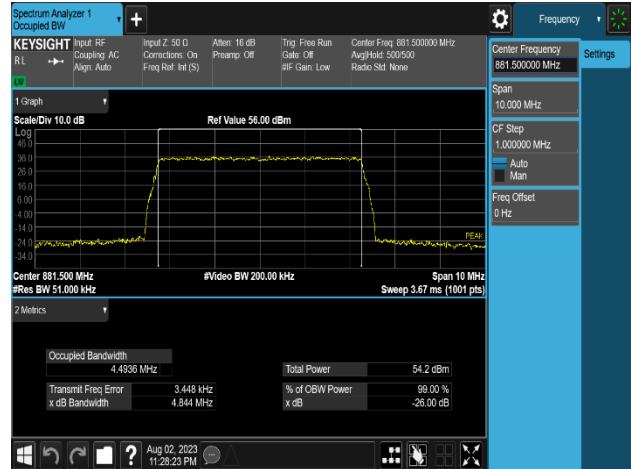 Spectrum Analyzer 1
Occupied BW
Frequency
KEYSIGHT
Input: RF
Input Z: 50 Ω
Atten: 16 dB
Trig: Free Run
Center Freq: 881.500000 MHz
R L
Coupling: AC
Corrections: On
Preamp: Off
Gate: Off
Avg|Hold: 500/500
Align: Auto
Freq Ref: Int (S)
#IF Gain: Low
Radio Std: None
Center Frequency
881.500000 MHz
Settings
Span
10.000 MHz
CF Step
1.000000 MHz
Auto
Man
Freq Offset
0 Hz
1 Graph
Scale/Div 10.0 dB
Ref Value 56.00 dBm
Log
46.0
36.0
26.0
16.0
6.00
-4.00
-14.0
-24.0
-34.0
PEAK
Center 881.500 MHz
#Video BW 200.00 kHz
Span 10 MHz
#Res BW 51.000 kHz
Sweep 3.67 ms (1001 pts)
2 Metrics
Occupied Bandwidth
4.4936 MHz
Total Power
54.2 dBm
Transmit Freq Error
3.448 kHz
% of OBW Power
99.00 %
x dB Bandwidth
4.844 MHz
x dB
-26.00 dB
?
Aug 02, 2023
11:28:23 PM